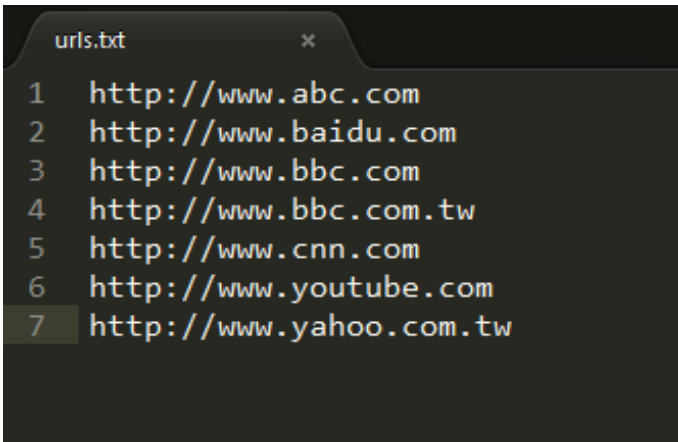 urls.txt ×
1 http://www.abc.com
2 http://www.baidu.com
3 http://www.bbc.com
4 http://www.bbc.com.tw
5 http://www.cnn.com
6 http://www.youtube.com
7 http://www.yahoo.com.tw